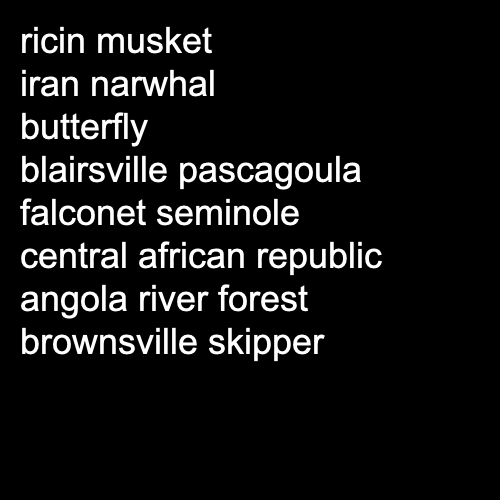 ricin musket
iran narwhal
butterfly
blairsville pascagoula
falconet seminole
central african republic
angola river forest
brownsville skipper